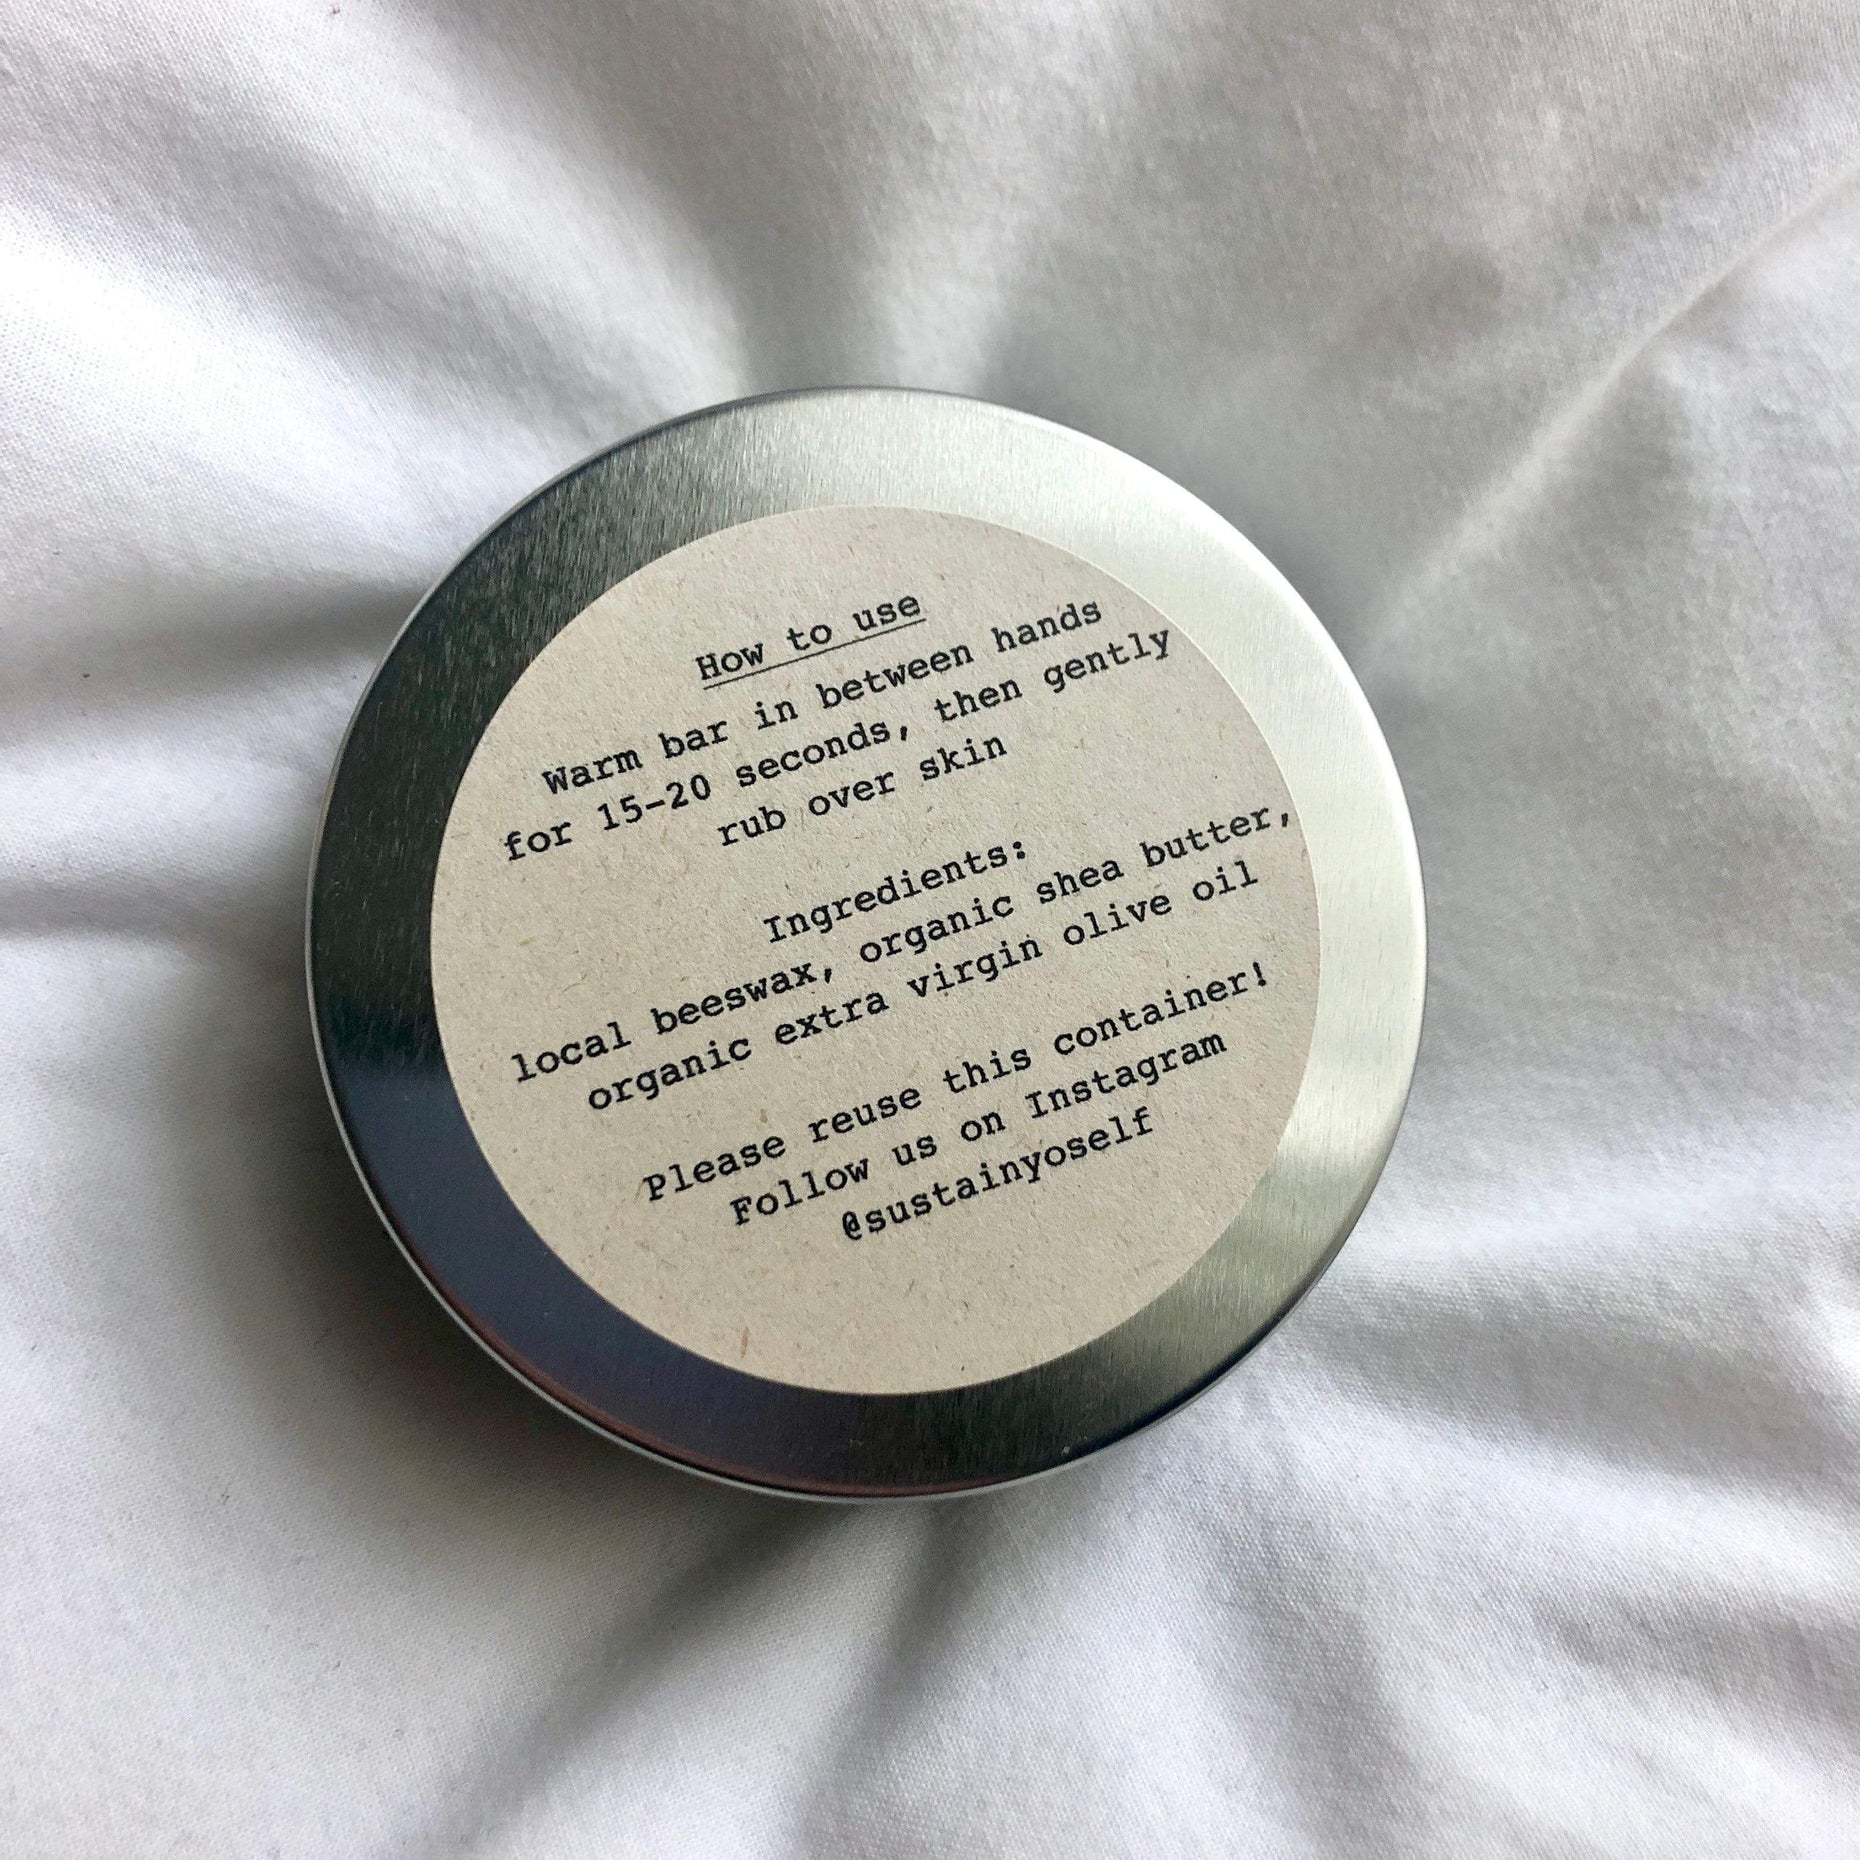 How to use
Warm bar in between hands
for 15-20 seconds, then gently
rub over skin
Ingredients:
local beeswax, organic shea butter,
organic extra virgin olive oil
Please reuse this container!
Follow us on Instagram
@sustainyoself